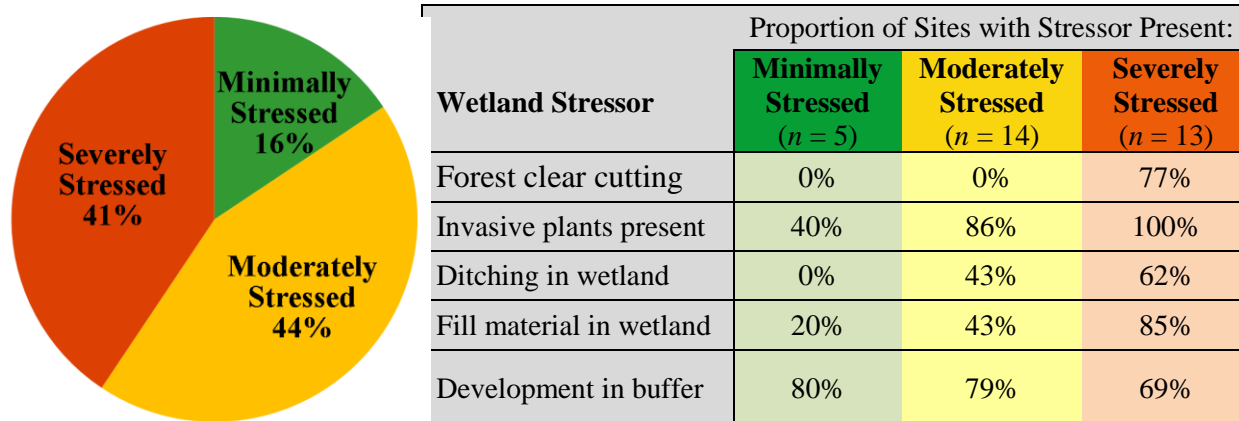 Minimally
Stressed
16%
Severely
Stressed
41%
Moderately
Stressed
44%
Proportion of Sites with Stressor Present:
Wetland Stressor
Minimally
Stressed
(n = 5)
Moderately
Stressed
(n = 14)
Severely
Stressed
(n = 13)
Forest clear cutting 0% 0% 77%
Invasive plants present 40% 86% 100%
Ditching in wetland 0% 43% 62%
Fill material in wetland 20% 43% 85%
Development in buffer 80% 79% 69%